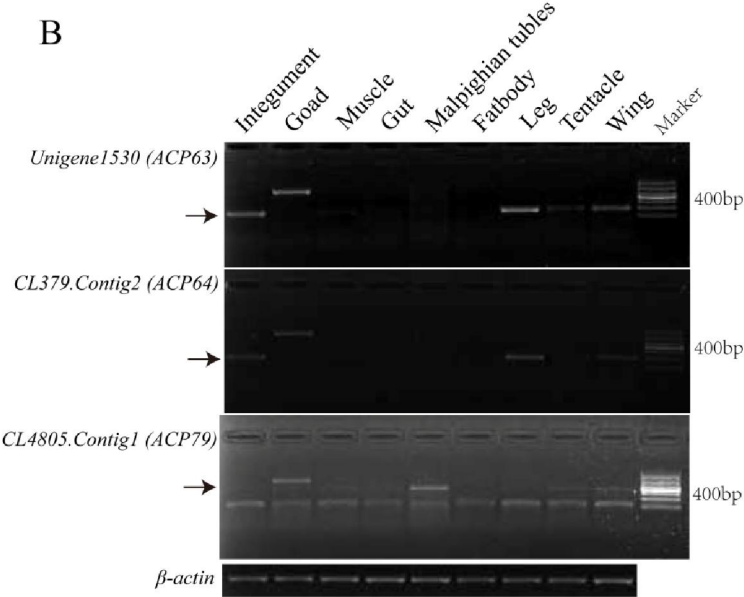 B
Integument
Goad
Muscle
Gut
Malpighian tubles
Fatbody
Leg
Tentacle
Wing
Marker
Unigene1530 (ACP63)
400bp
CL379.Contig2 (ACP64)
400bp
CL4805.Contig1 (ACP79)
400bp
β-actin